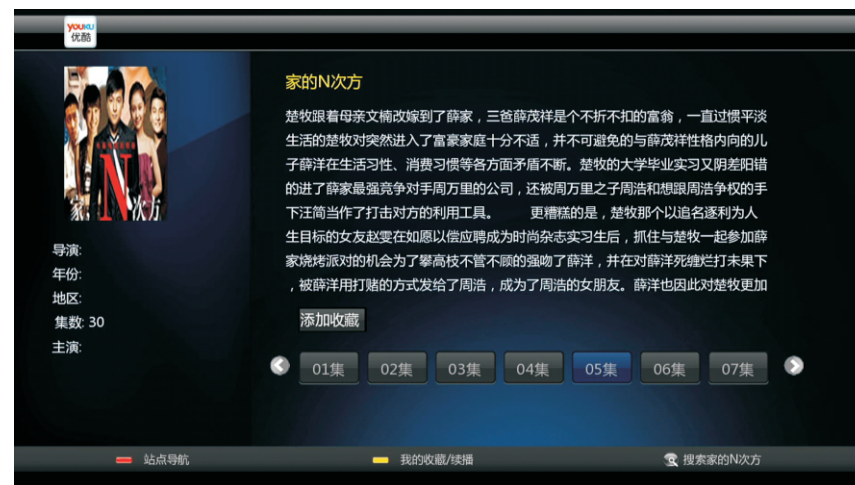 YOUKU
优酷
家的N次方
楚牧跟着母亲文楠改嫁到了薛家，三爸薛茂祥是个不折不扣的富翁，一直过惯平淡
生活的楚牧对突然进入了富豪家庭十分不适，并不可避免的与薛茂祥性格内向的儿
子薛洋在生活习性、消费习惯等各方面矛盾不断。楚牧的大学毕业实习又阴差阳错
的进了薛家最强竞争对手周万里的公司，还被周万里之子周浩和想跟周浩争权的手
下汪简当作了打击对方的利用工具。 更糟糕的是，楚牧那个以追名逐利为人
生目标的女友赵雯在如愿以偿应聘成为时尚杂志实习生后，抓住与楚牧一起参加薛
家烧烤派对的机会为了攀高枝不管不顾的强吻了薛洋，并在对薛洋死缠烂打未果下
，被薛洋用打赌的方式发给了周浩，成为了周浩的女朋友。薛洋也因此对楚牧更加
家 N 次方
导演:
年份:
地区:
集数: 30
主演:
添加收藏
01集 02集 03集 04集 05集 06集 07集
站点导航 我的收藏/续播 搜索家的N次方